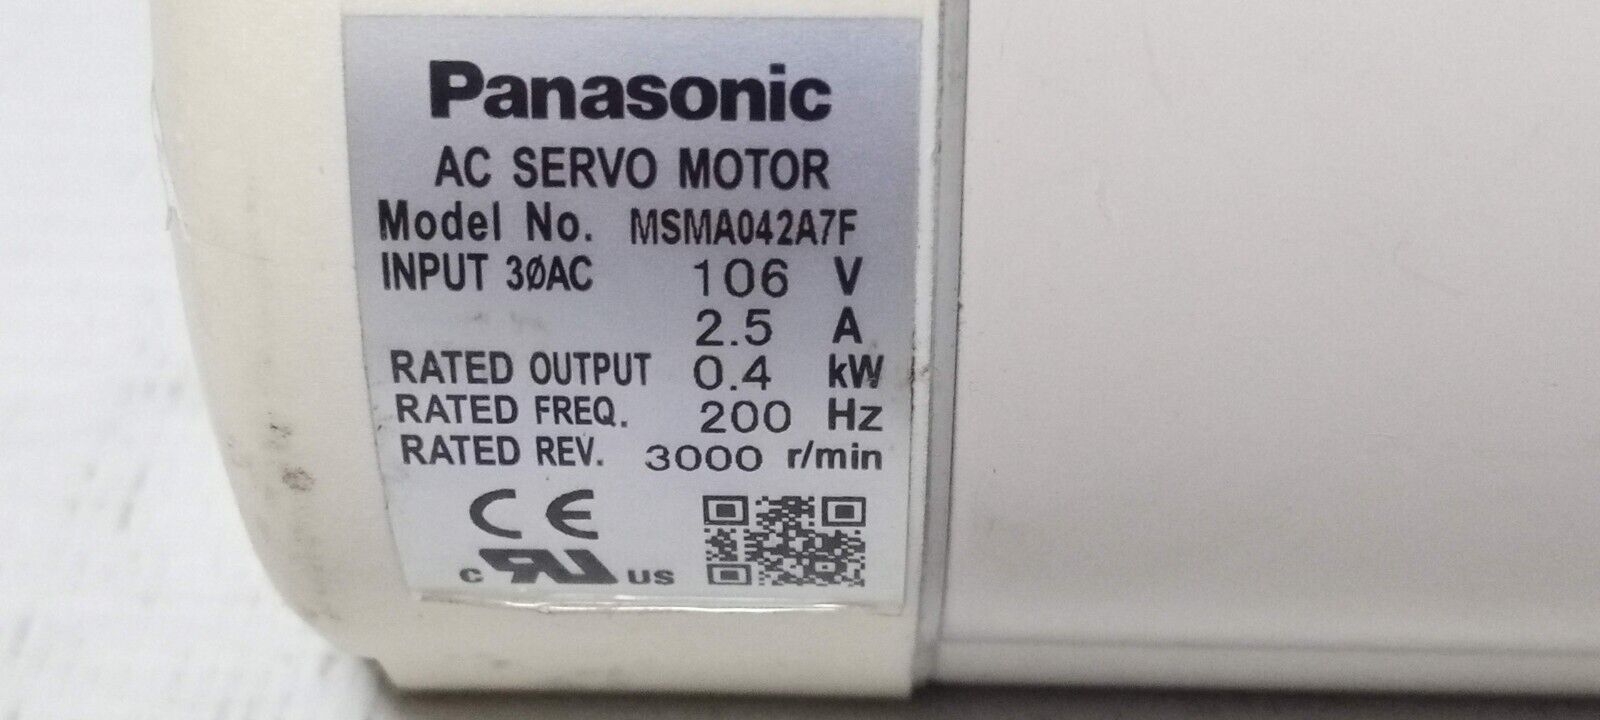 Panasonic
AC SERVO MOTOR
Model No. MSMA042A7F
INPUT 3ØAC 106 V
2.5 A
RATED OUTPUT 0.4 kW
RATED FREQ. 200 Hz
RATED REV. 3000 r/min
CE
c RU US